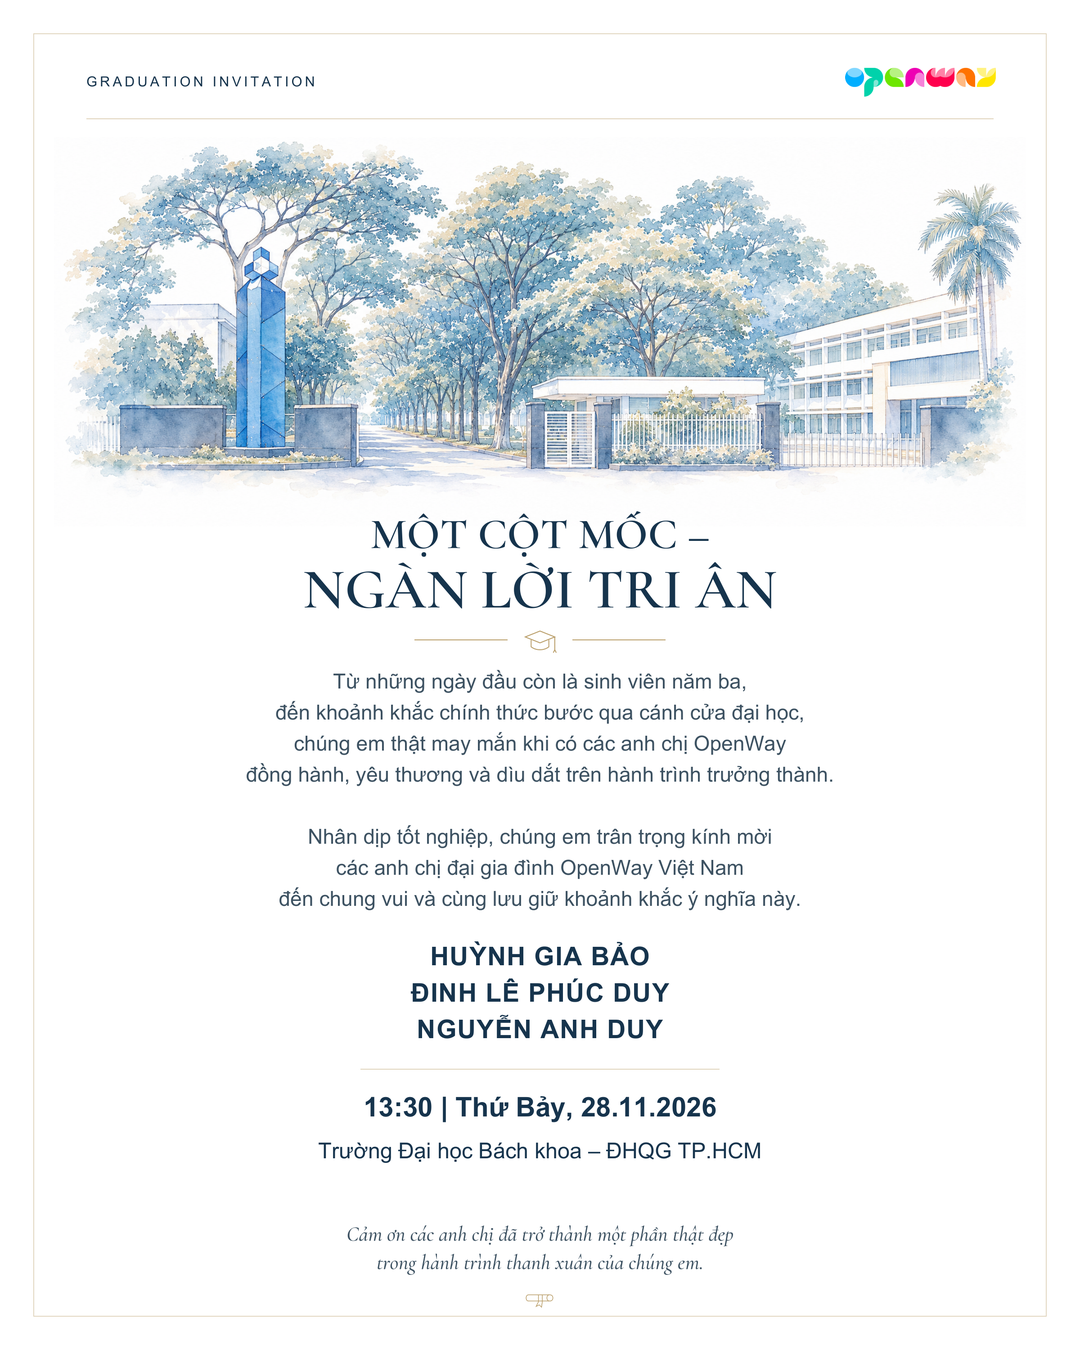 GRADUATION INVITATION
openway
MỘT CỘT MỐC –
NGÀN LỜI TRI ÂN
Từ những ngày đầu còn là sinh viên năm ba,
đến khoảnh khắc chính thức bước qua cánh cửa đại học,
chúng em thật may mắn khi có các anh chị OpenWay
đồng hành, yêu thương và dìu dắt trên hành trình trưởng thành.
Nhân dịp tốt nghiệp, chúng em trân trọng kính mời
các anh chị đại gia đình OpenWay Việt Nam
đến chung vui và cùng lưu giữ khoảnh khắc ý nghĩa này.
HUỲNH GIA BẢO
ĐINH LÊ PHÚC DUY
NGUYỄN ANH DUY
13:30 | Thứ Bảy, 28.11.2026
Trường Đại học Bách khoa – ĐHQG TP.HCM
Cảm ơn các anh chị đã trở thành một phần thật đẹp
trong hành trình thanh xuân của chúng em.